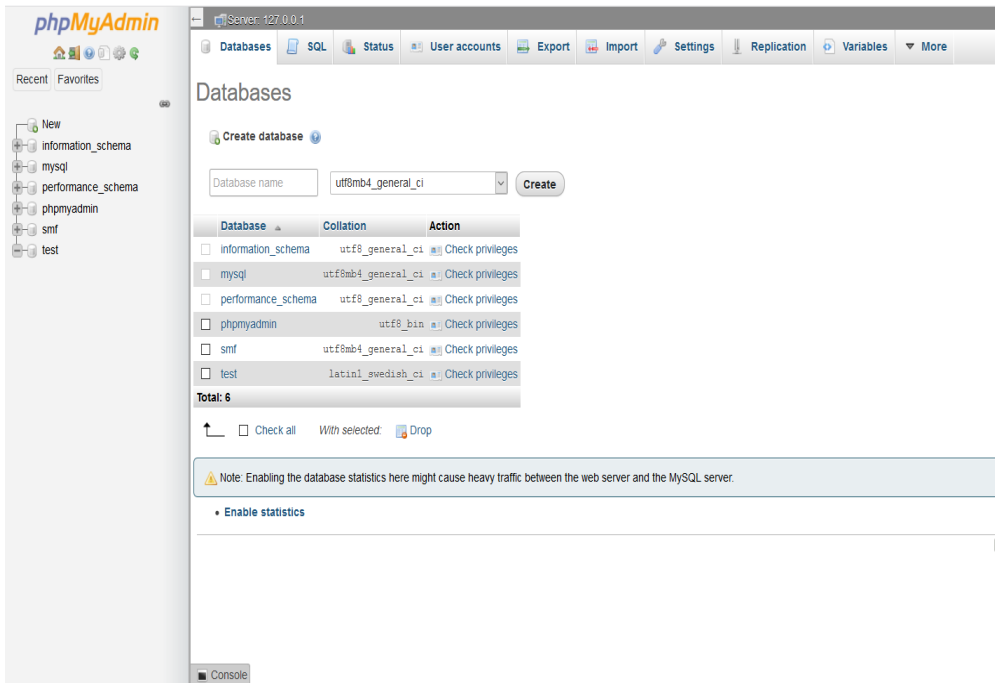 phpMyAdmin
Recent Favorites
New
information_schema
mysql
performance_schema
phpmyadmin
smf
test
Server: 127.0.0.1
Databases SQL Status User accounts Export Import Settings Replication Variables More
Databases
Create database
Database name utf8mb4_general_ci Create
Database Collation Action
information_schema utf8_general_ci Check privileges
mysql utf8mb4_general_ci Check privileges
performance_schema utf8_general_ci Check privileges
phpmyadmin utf8_bin Check privileges
smf utf8mb4_general_ci Check privileges
test latin1_swedish_ci Check privileges
Total: 6
Check all With selected: Drop
Note: Enabling the database statistics here might cause heavy traffic between the web server and the MySQL server.
Enable statistics
Console